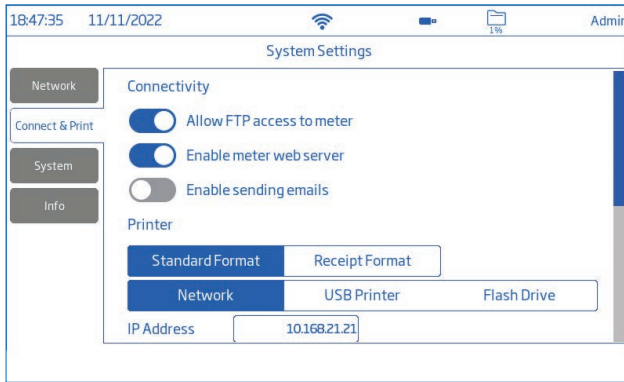 18:47:35 11/11/2022 1% Admin
System Settings
Network
Connect & Print
System
Info
Connectivity
Allow FTP access to meter
Enable meter web server
Enable sending emails
Printer
Standard Format Receipt Format
Network USB Printer Flash Drive
IP Address 10.168.21.21